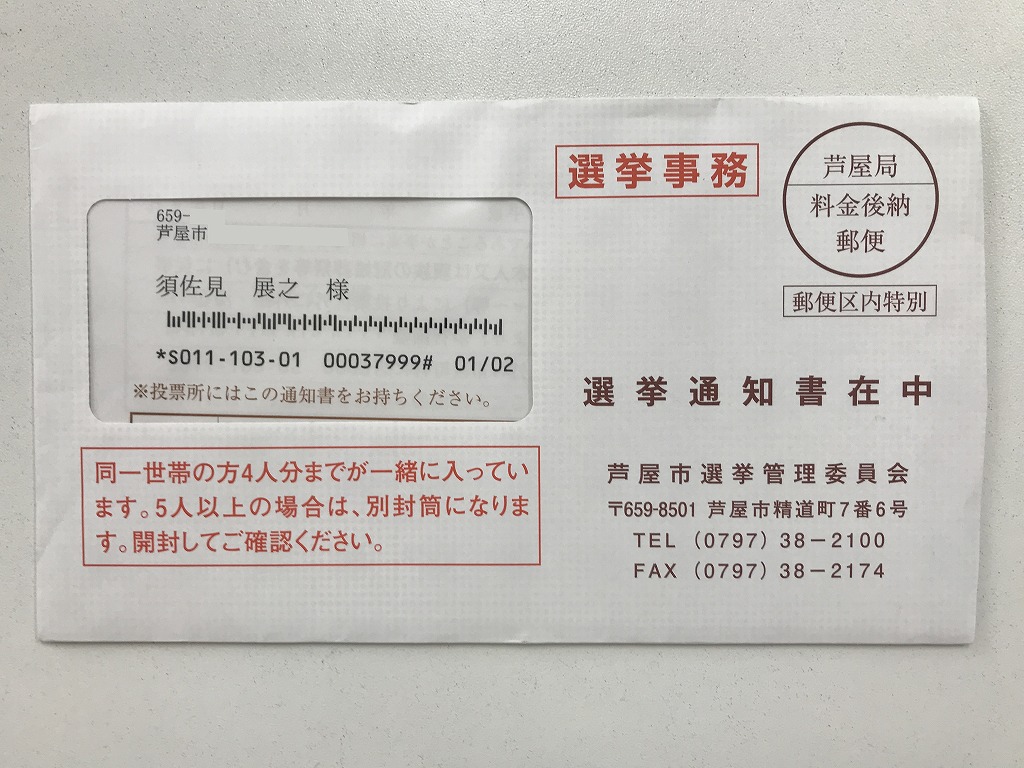 選挙事務
芦屋局
料金後納
郵便
郵便区内特別
659-
芦屋市
須佐見 展之 様
*S011-103-01 00037999# 01/02
※投票所にはこの通知書をお持ちください。
選挙通知書在中
同一世帯の方4人分までが一緒に入ってい
ます。5人以上の場合は、別封筒になりま
す。開封してご確認ください。
芦屋市選挙管理委員会
〒659-8501 芦屋市精道町7番6号
TEL (0797) 38-2100
FAX (0797) 38-2174